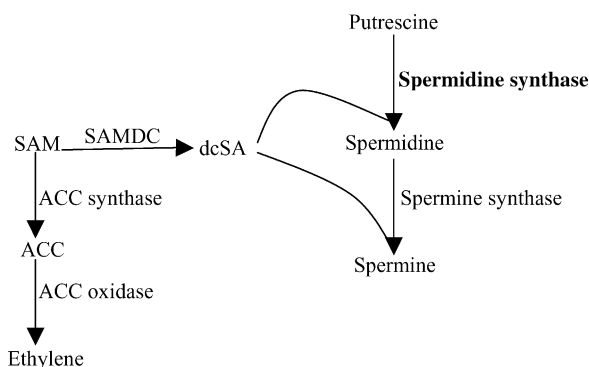 Putrescine
Spermidine synthase
SAM
SAMDC
dcSA
Spermidine
ACC synthase
Spermine synthase
ACC
Spermine
ACC oxidase
Ethylene